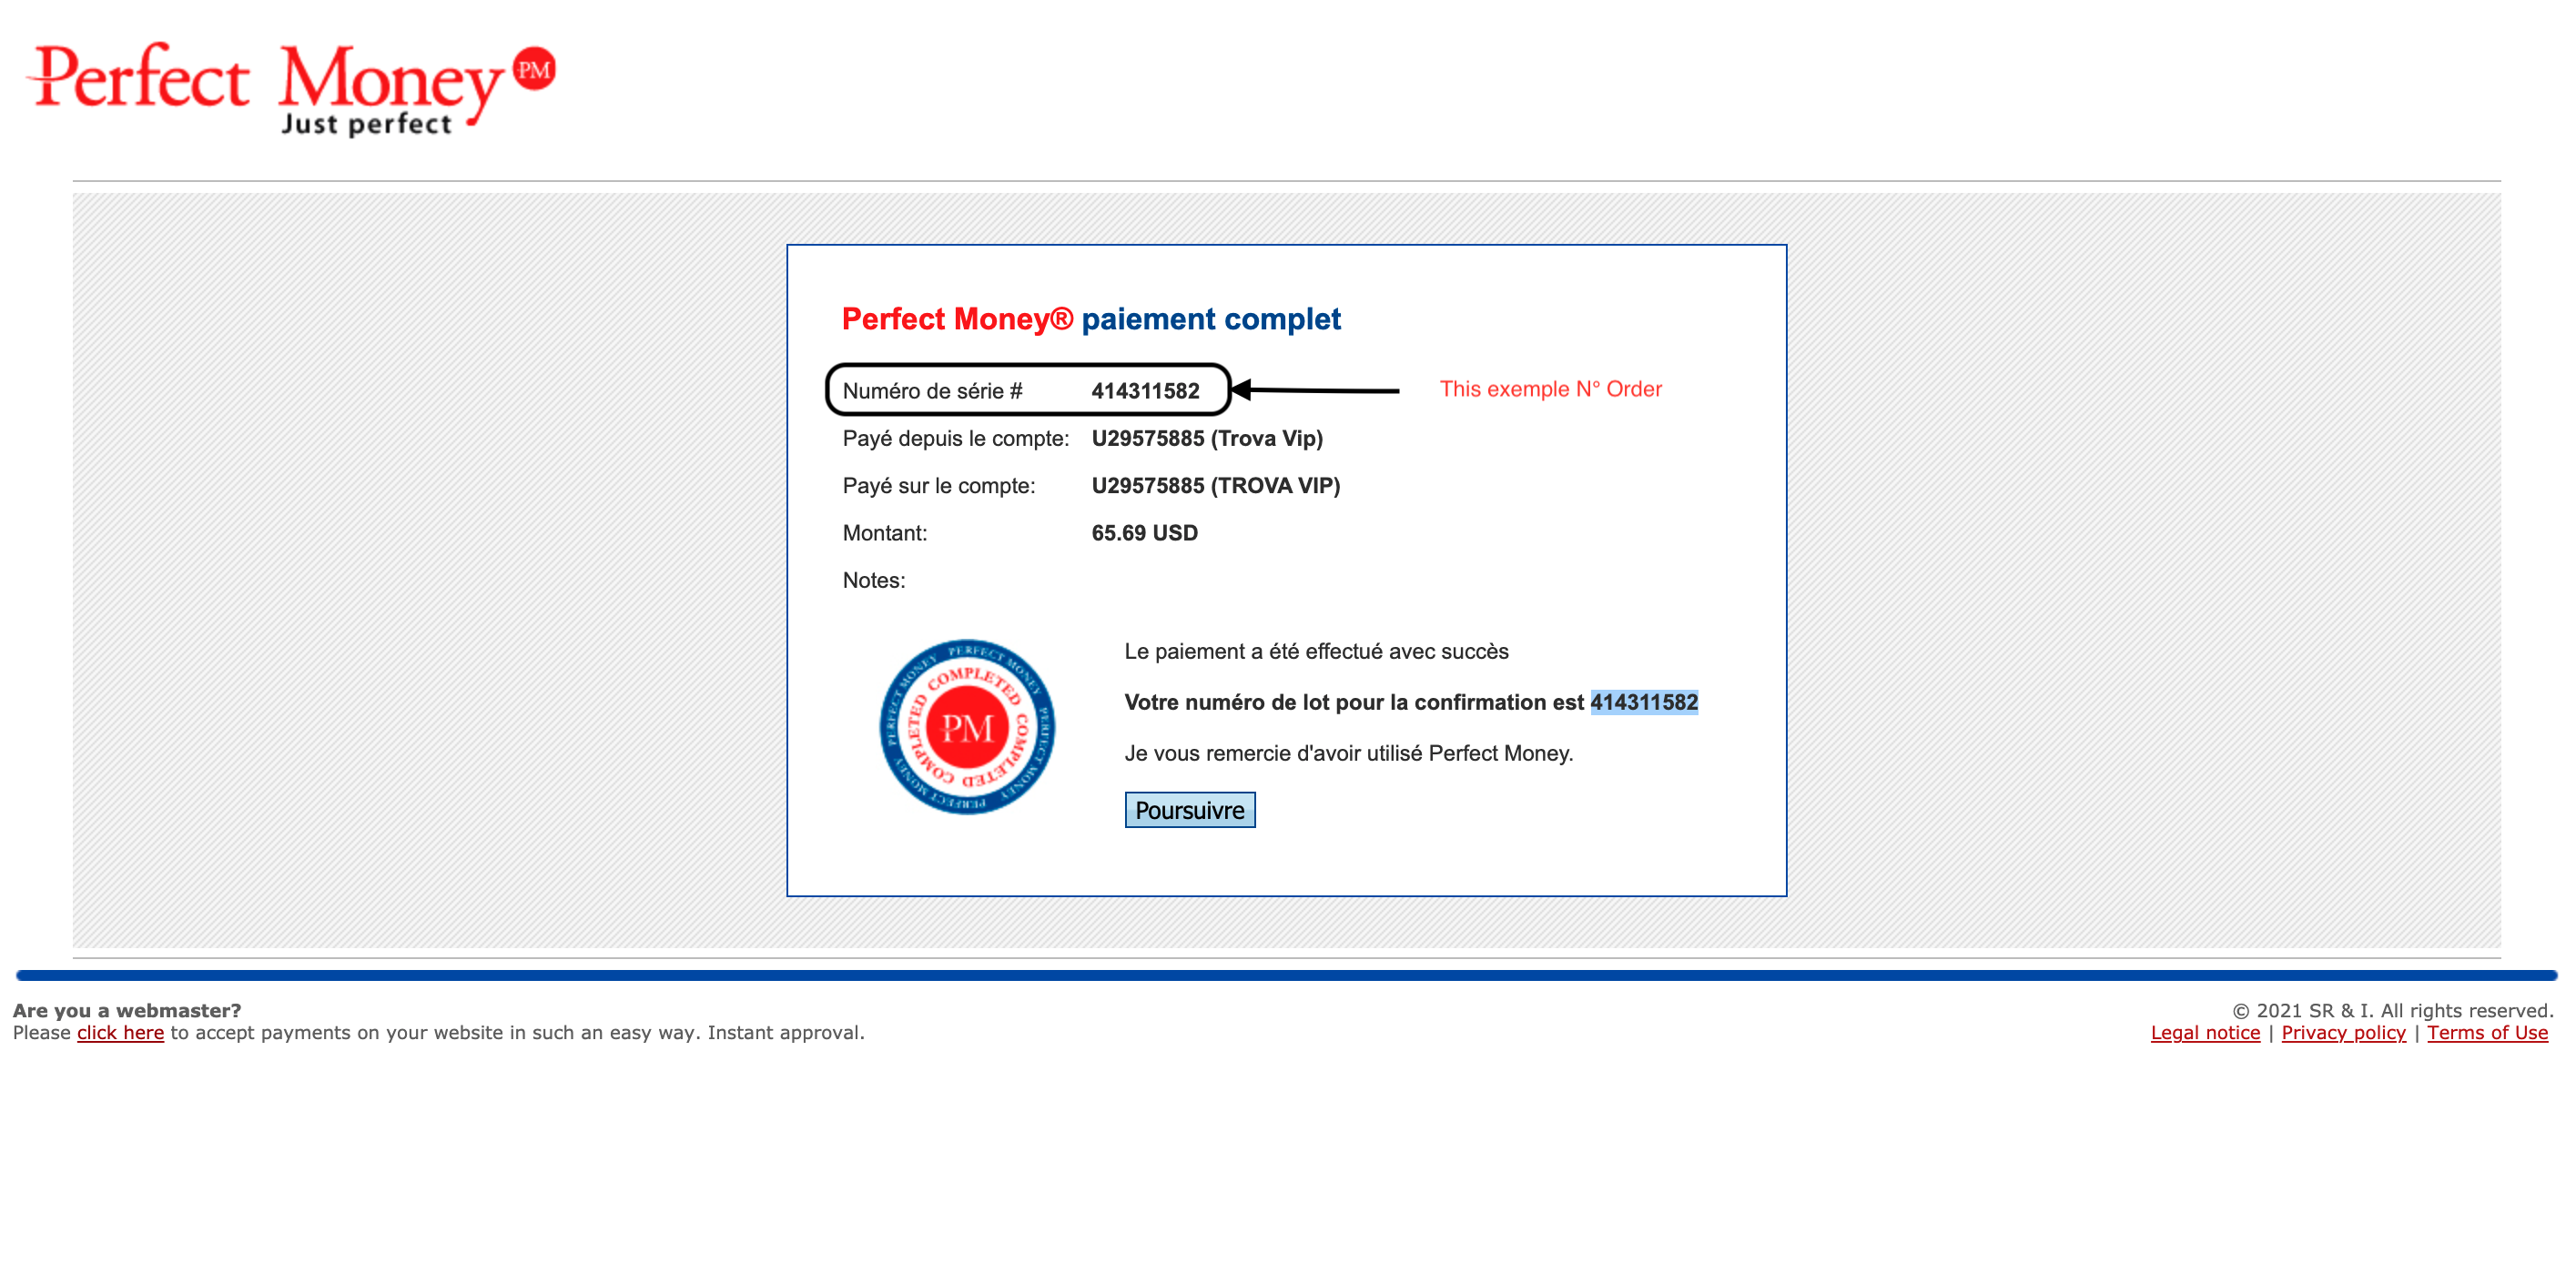 Perfect Money PM
Just perfect
Perfect Money® paiement complet
Numéro de série # 414311582 This exemple N° Order
Payé depuis le compte: U29575885 (Trova Vip)
Payé sur le compte: U29575885 (TROVA VIP)
Montant: 65.69 USD
Notes:
PERFECT MONEY PERFECT MONEY PERFECT MONEY PERFECT MONEY
COMPLETED COMPLETED COMPLETED
PM
Le paiement a été effectué avec succès
Votre numéro de lot pour la confirmation est 414311582
Je vous remercie d'avoir utilisé Perfect Money.
Poursuivre
Are you a webmaster?
Please click here to accept payments on your website in such an easy way. Instant approval.
© 2021 SR & I. All rights reserved.
Legal notice | Privacy policy | Terms of Use